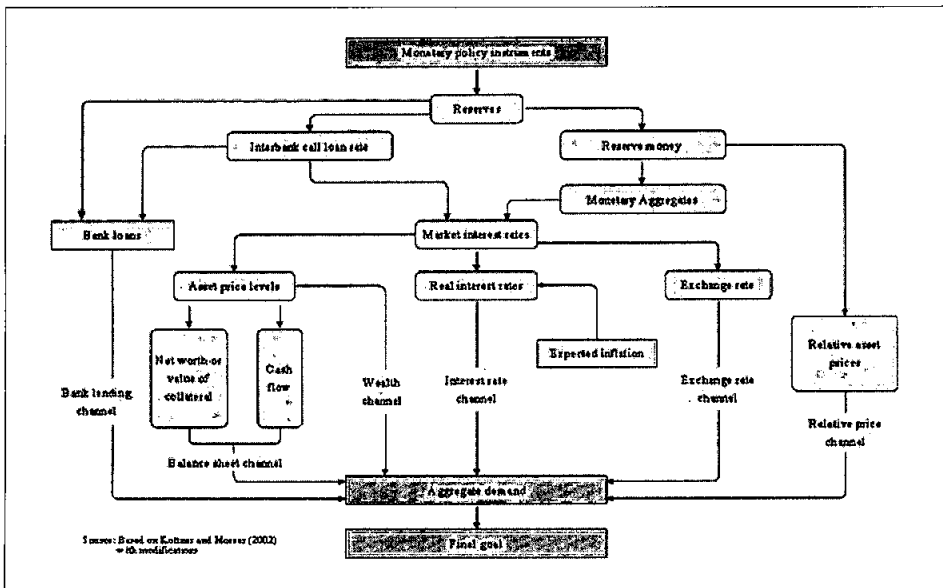 Monetary policy instruments
Reserves
Interbank call loan rate
Reserve money
Monetary Aggregates
Bank loans
Market interest rates
Asset price levels
Real interest rates
Exchange rate
Net worth or
value of
collateral
Cash
flow
Expected inflation
Relative asset
prices
Bank lending
channel
Wealth
channel
Interest rate
channel
Exchange rate
channel
Relative price
channel
Balance sheet channel
Aggregate demand
Source: Based on Kuttner and Mosser (2002)
with modifications
Final goal